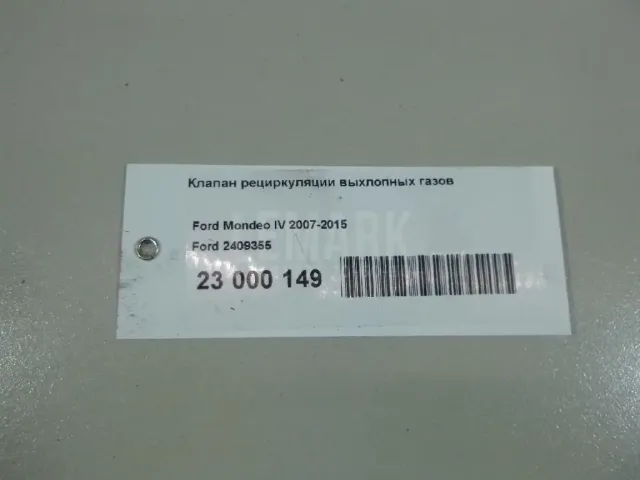 Клапан рециркуляции выхлопных газов
Ford Mondeo IV 2007-2015
Ford 2409355
23 000 149